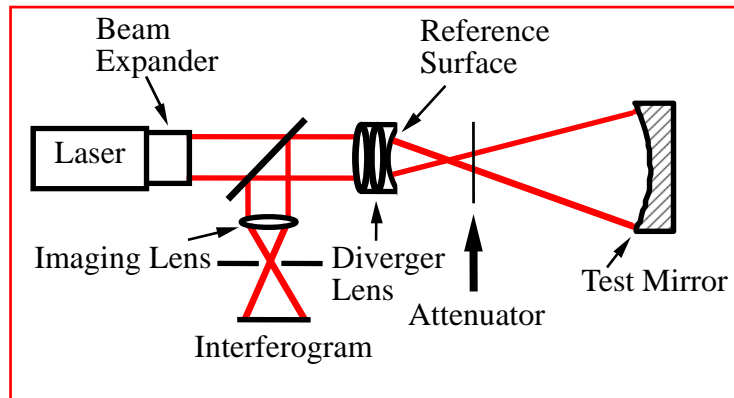 Beam
Expander
Reference
Surface
Laser
Imaging Lens
Diverger
Lens
Test Mirror
Attenuator
Interferogram